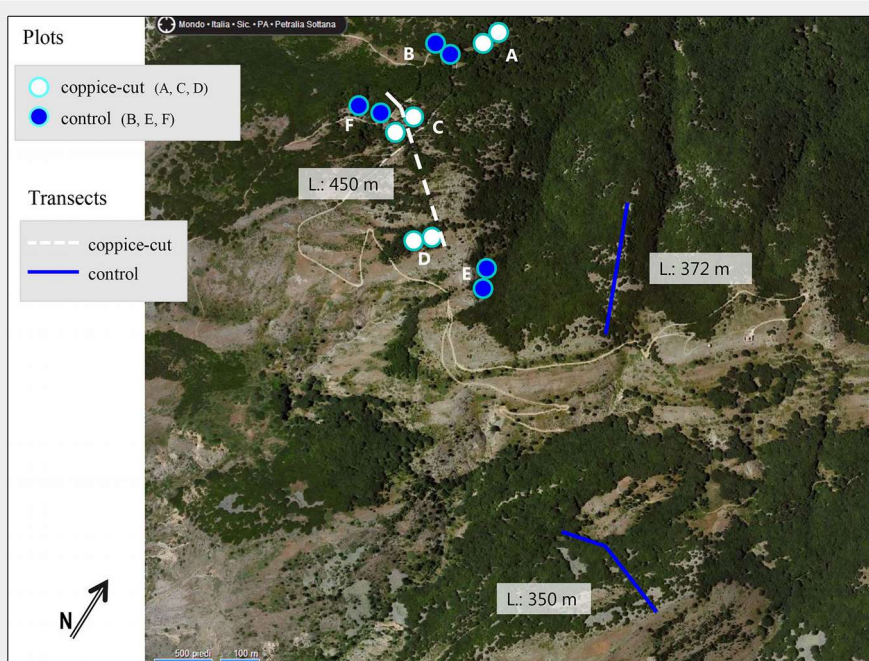 Mondo • Italia • Sic. • PA • Petralia Sottana
Plots
coppice-cut (A, C, D)
control (B, E, F)
Transects
coppice-cut
control
B
A
F
C
L.: 450 m
D
E
L.: 372 m
L.: 350 m
N
500 piedi
100 m